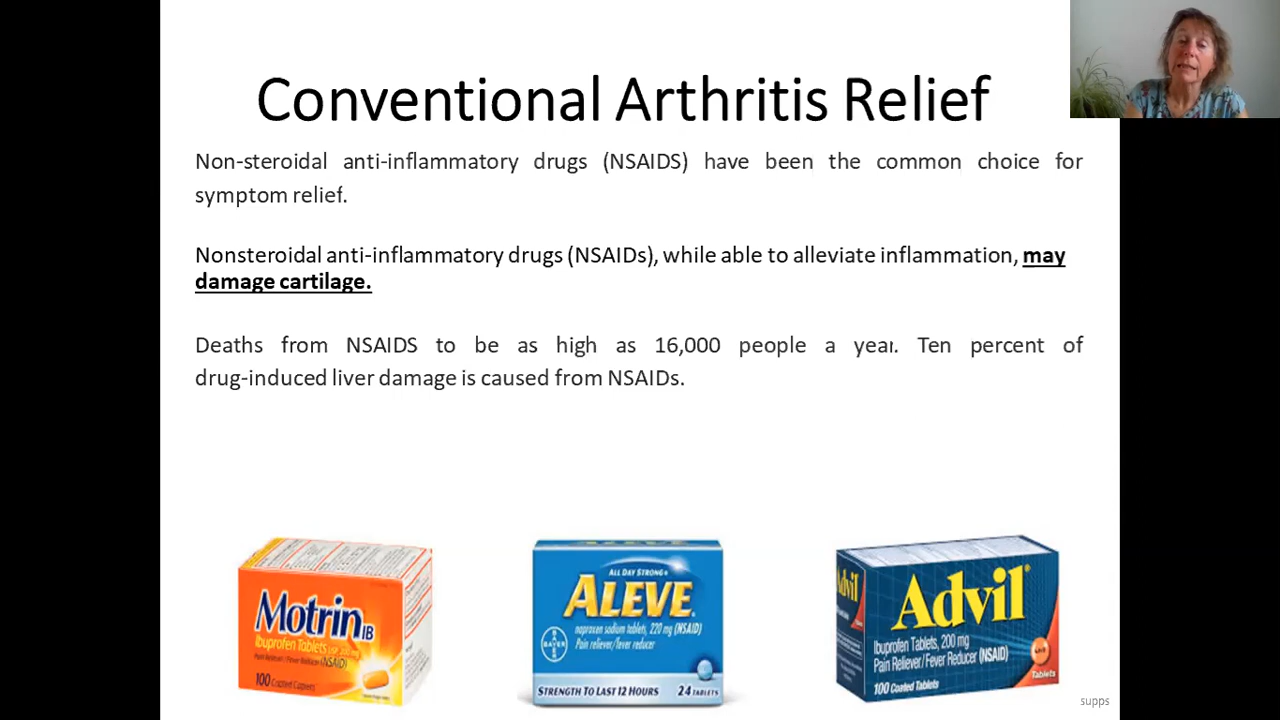 Conventional Arthritis Relief
Non-steroidal anti-inflammatory drugs (NSAIDS) have been the common choice for
symptom relief.
Nonsteroidal anti-inflammatory drugs (NSAIDs), while able to alleviate inflammation, may
damage cartilage.
Deaths from NSAIDS to be as high as 16,000 people a year. Ten percent of
drug-induced liver damage is caused from NSAIDs.
Motrin IB
Ibuprofen Tablets USP, 200 mg
Pain Reliever/Fever Reducer (NSAID)
100 Coated Caplets
ALEVE
ALL DAY STRONG
ALEVE
naproxen sodium tablets, 220 mg (NSAID)
Pain reliever/fever reducer
BAYER
STRENGTH TO LAST 12 HOURS
24 TABLETS
Advil
Advil
Ibuprofen Tablets, 200 mg
Pain Reliever/Fever Reducer (NSAID)
100 Coated Tablets
Advil
Tablets
supps